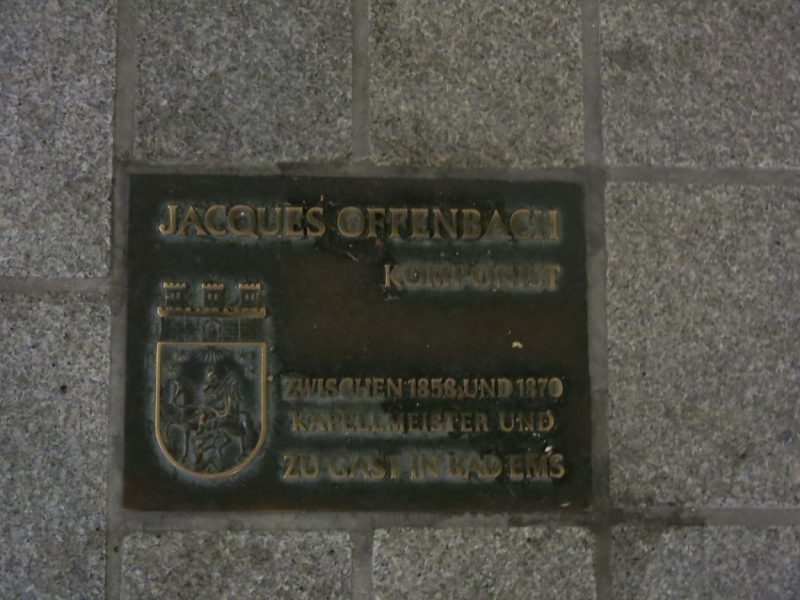 JACQUES OFFENBACH
KOMPONIST
ZWISCHEN 1858 UND 1870
KAPELLMEISTER UND
ZU GAST IN BAD EMS